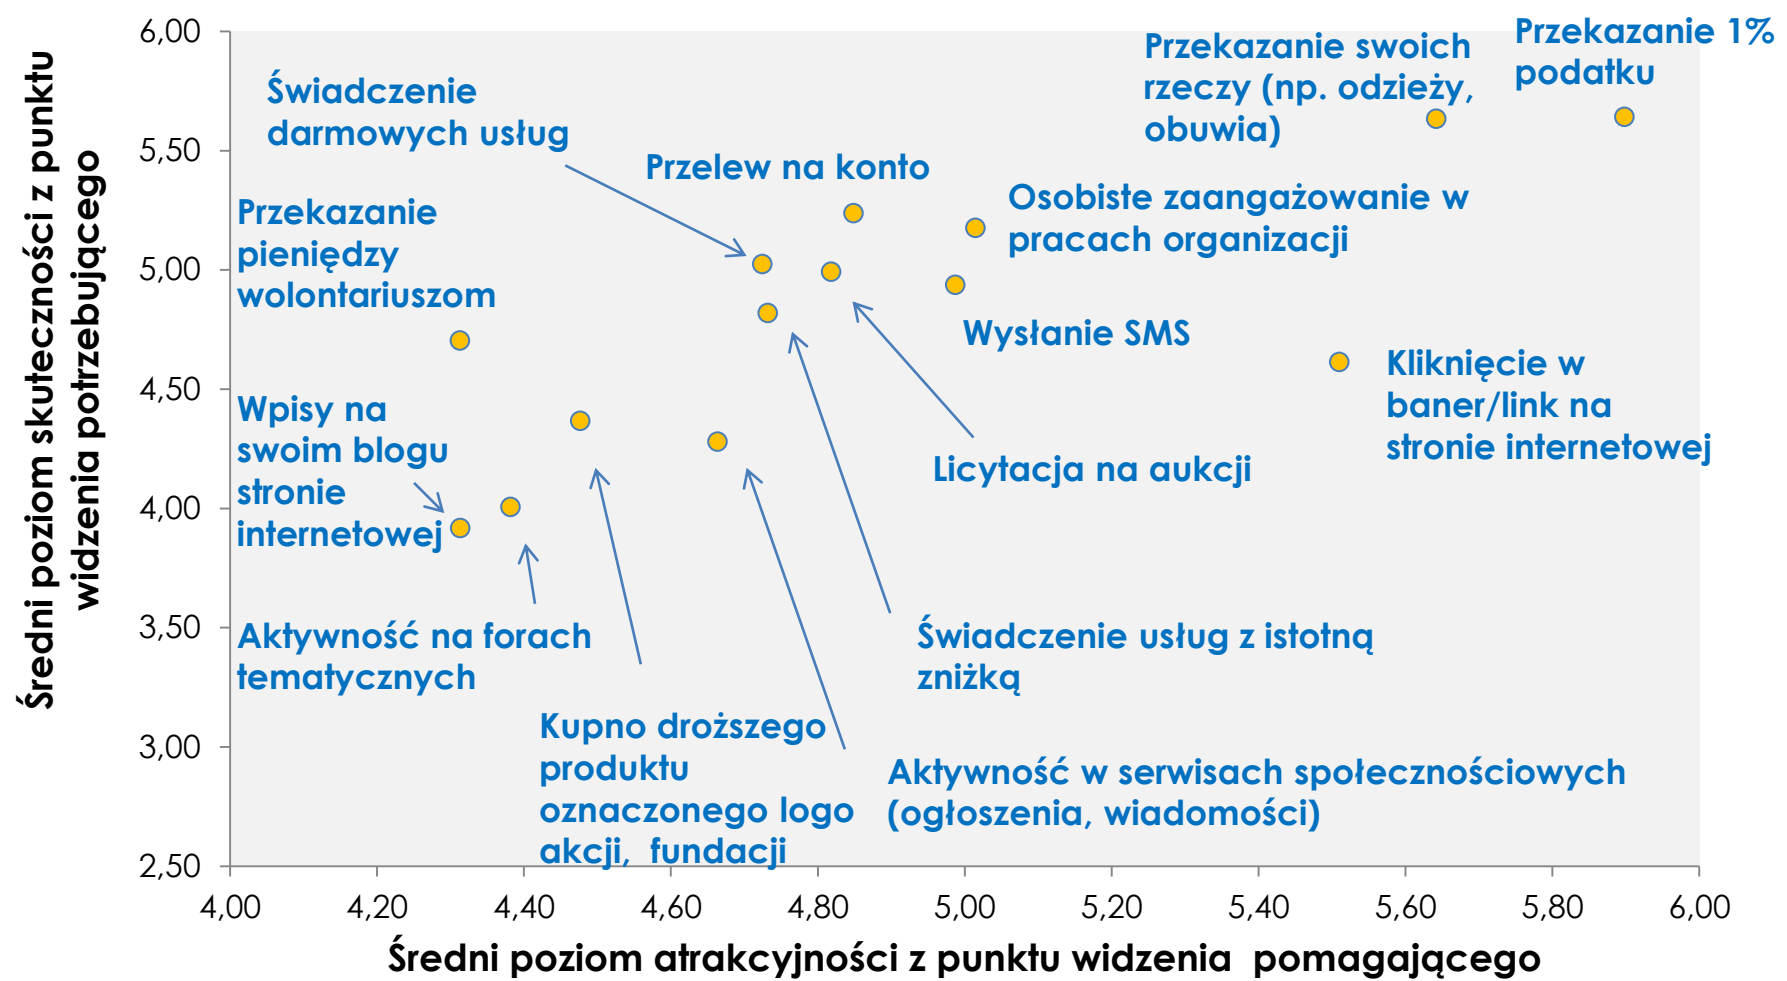 Średni poziom skuteczności z punktu
widzenia potrzebującego
6,00
5,50
5,00
4,50
4,00
3,50
3,00
2,50
Świadczenie
darmowych usług
Przekazanie
pieniędzy
wolontariuszom
Przelew na konto
Przekazanie swoich
rzeczy (np. odzieży,
obuwia)
Przekazanie 1%
podatku
Osobiste zaangażowanie w
pracach organizacji
Wysłanie SMS
Kliknięcie w
baner/link na
stronie internetowej
Wpisy na
swoim blogu
stronie
internetowej
Licytacja na aukcji
Aktywność na forach
tematycznych
Świadczenie usług z istotną
zniżką
Kupno droższego
produktu
oznaczonego logo
akcji, fundacji
Aktywność w serwisach społecznościowych
(ogłoszenia, wiadomości)
4,00 4,20 4,40 4,60 4,80 5,00 5,20 5,40 5,60 5,80 6,00
Średni poziom atrakcyjności z punktu widzenia pomagającego